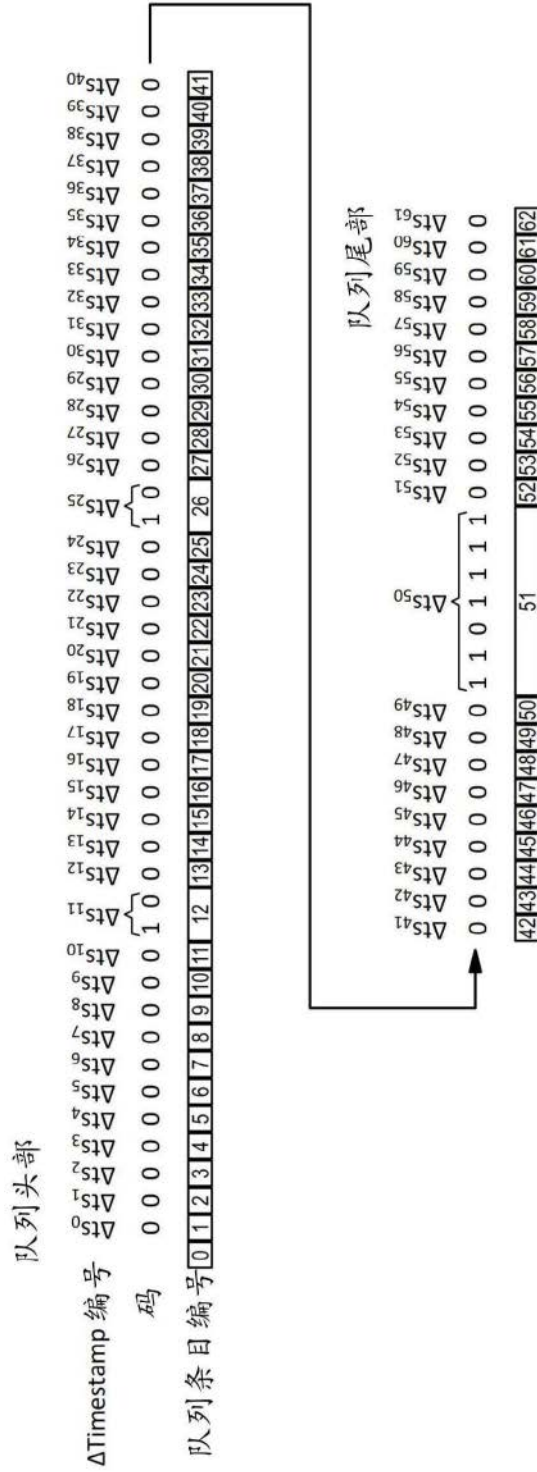 队列头部
ΔTimestamp 编号 Δts₀ Δts₁ Δts₂ Δts₃ Δts₄ Δts₅ Δts₆ Δts₇ Δts₈ Δts₉ Δts₁₀ Δts₁₁ Δts₁₂ Δts₁₃ Δts₁₄ Δts₁₅ Δts₁₆ Δts₁₇ Δts₁₈ Δts₁₉ Δts₂₀ Δts₂₁ Δts₂₂ Δts₂₃ Δts₂₄ Δts₂₅ Δts₂₆ Δts₂₇ Δts₂₈ Δts₂₉ Δts₃₀ Δts₃₁ Δts₃₂ Δts₃₃ Δts₃₄ Δts₃₅ Δts₃₆ Δts₃₇ Δts₃₈ Δts₃₉ Δts₄₀
码 0 0 0 0 0 0 0 0 0 0 0 1 0 0 0 0 0 0 0 0 0 0 0 0 0 0 1 0 0 0 0 0 0 0 0 0 0 0 0 0 0 0 0
队列条目编号 0 1 2 3 4 5 6 7 8 9 10 11 12 13 14 15 16 17 18 19 20 21 22 23 24 25 26 27 28 29 30 31 32 33 34 35 36 37 38 39 40 41
队列尾部
Δts₄₁ Δts₄₂ Δts₄₃ Δts₄₄ Δts₄₅ Δts₄₆ Δts₄₇ Δts₄₈ Δts₄₉ Δts₅₀ Δts₅₁ Δts₅₂ Δts₅₃ Δts₅₄ Δts₅₅ Δts₅₆ Δts₅₇ Δts₅₈ Δts₅₉ Δts₆₀ Δts₆₁
0 0 0 0 0 0 0 0 0 1 1 0 1 1 1 1 0 0 0 0 0 0 0 0 0 0 0
42 43 44 45 46 47 48 49 50 51 52 53 54 55 56 57 58 59 60 61 62